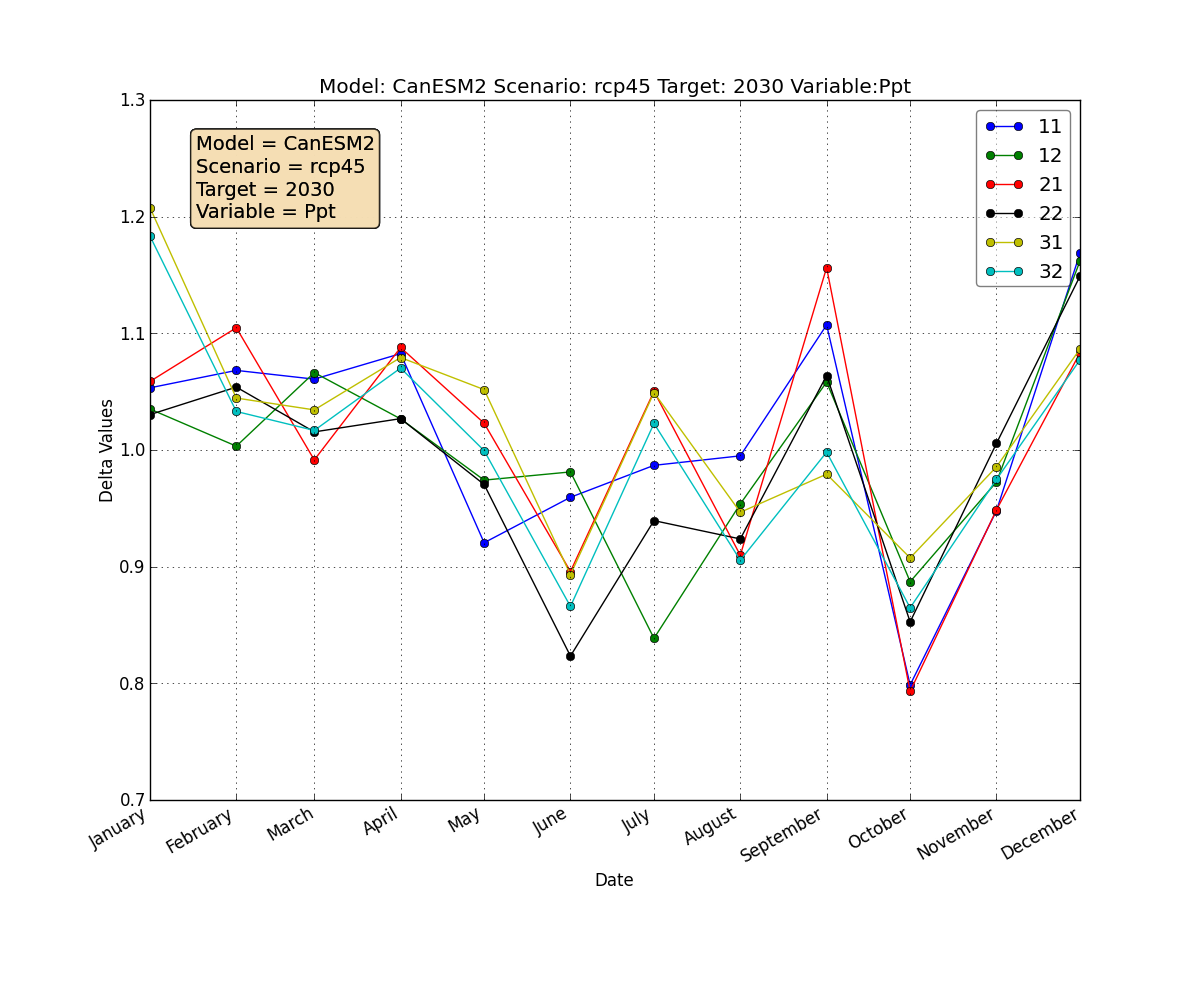 Model: CanESM2 Scenario: rcp45 Target: 2030 Variable:Ppt
Model = CanESM2
Scenario = rcp45
Target = 2030
Variable = Ppt
11
12
21
22
31
32
1.3
1.2
1.1
1.0
0.9
0.8
0.7
Delta Values
January
February
March
April
May
June
July
August
September
October
November
December
Date